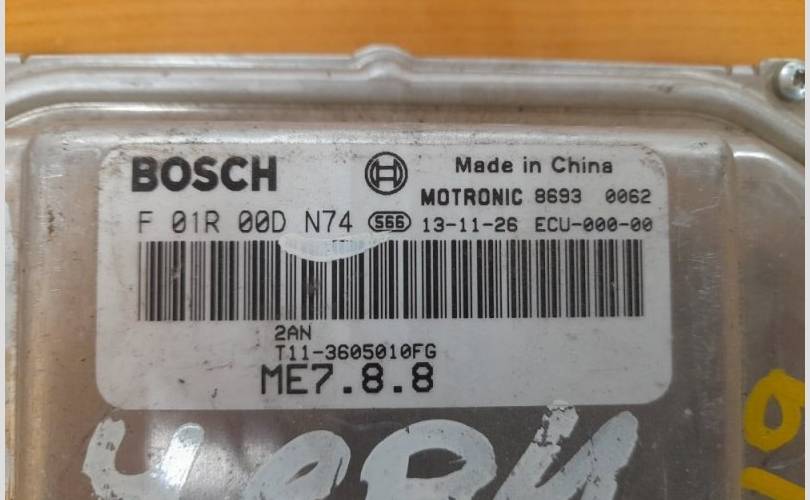 BOSCH
Made in China
MOTRONIC 8693 0062
F 01R 00D N74 S66 13-11-26 ECU-000-00
2AN
T11-3605010FG
ME7.8.8